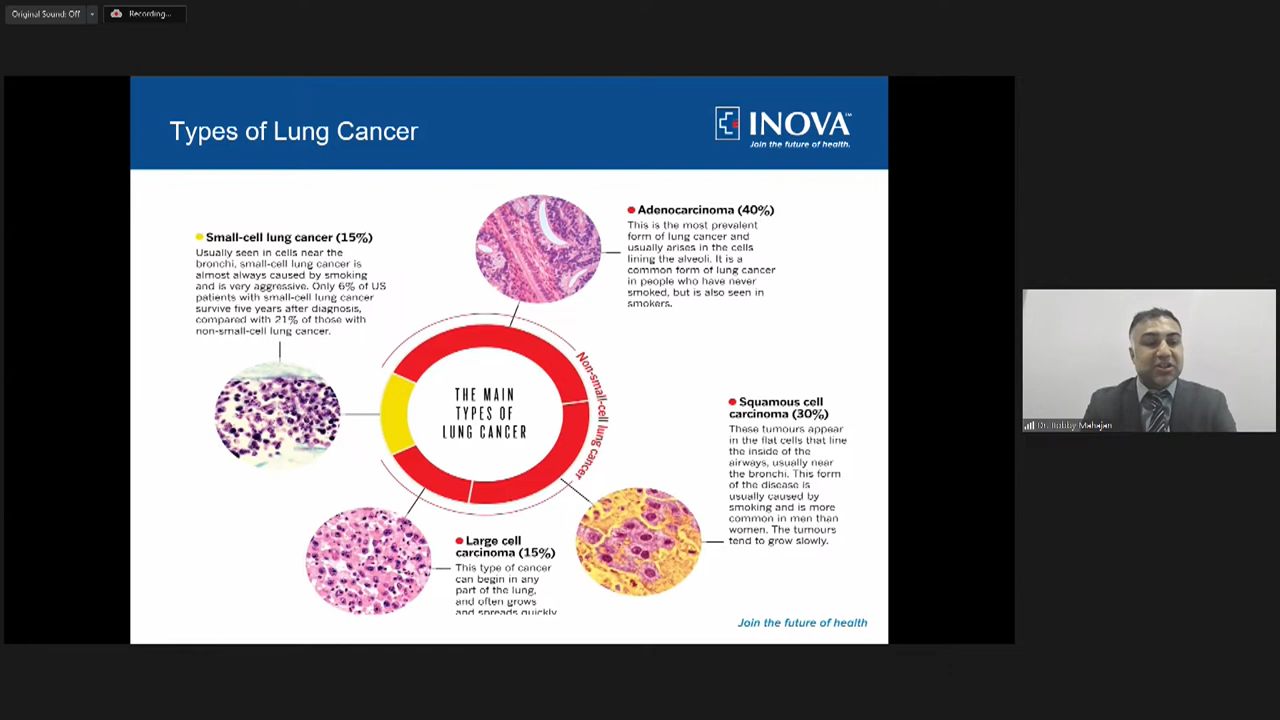 Original Sound: Off
Recording...
Types of Lung Cancer
INOVA™
Join the future of health.
Small-cell lung cancer (15%)
Usually seen in cells near the
bronchi, small-cell lung cancer is
almost always caused by smoking
and is very aggressive. Only 6% of US
patients with small-cell lung cancer
survive five years after diagnosis,
compared with 21% of those with
non-small-cell lung cancer.
Adenocarcinoma (40%)
This is the most prevalent
form of lung cancer and
usually arises in the cells
lining the alveoli. It is a
common form of lung cancer
in people who have never
smoked, but is also seen in
smokers.
THE MAIN
TYPES OF
LUNG CANCER
Non-small-cell lung cancer
Squamous cell
carcinoma (30%)
These tumours appear
in the flat cells that line
the inside of the
airways, usually near
the bronchi. This form
of the disease is
usually caused by
smoking and is more
common in men than
women. The tumours
tend to grow slowly.
Large cell
carcinoma (15%)
This type of cancer
can begin in any
part of the lung,
and often grows
and spreads quickly
Join the future of health
Dr. Bobby Mahajan